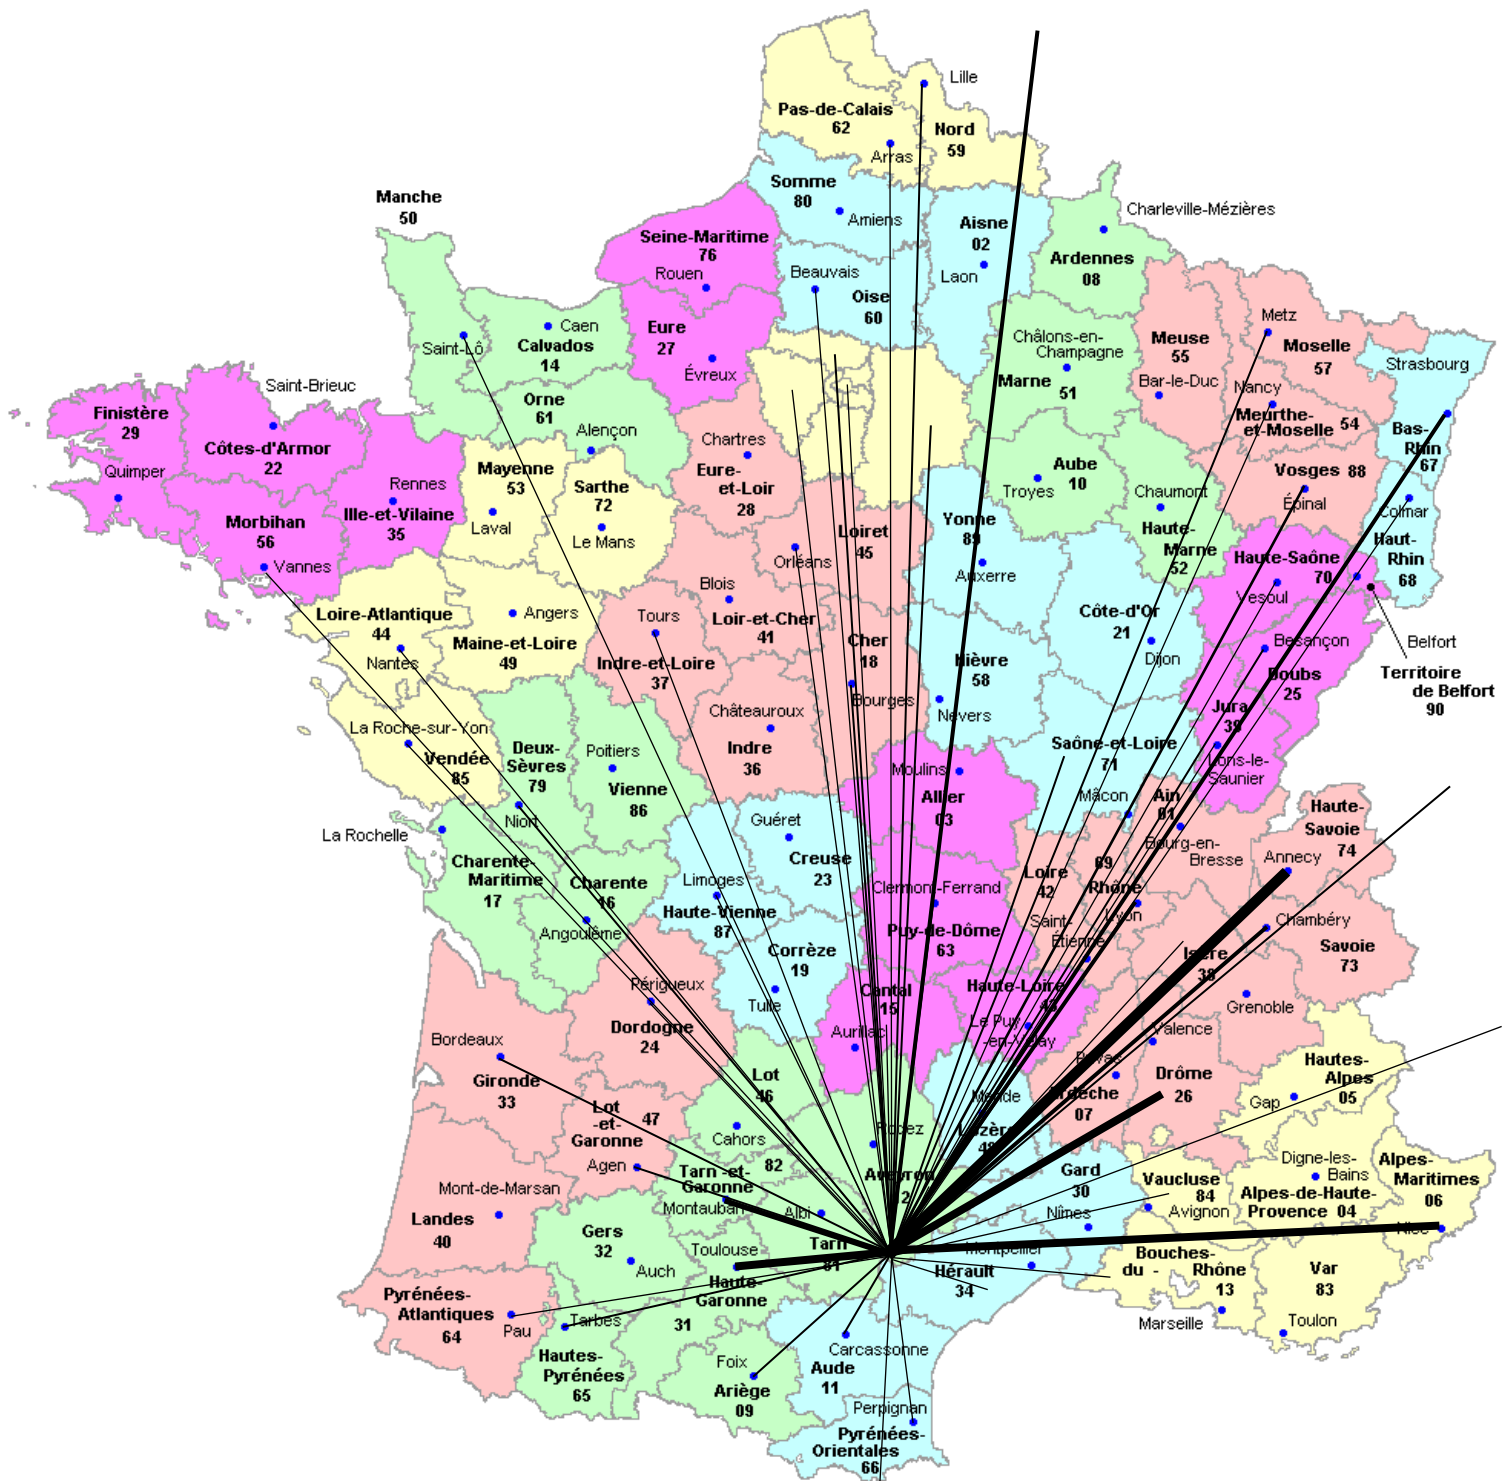 Lille
Pas-de-Calais
62
Nord
59
Arras
Somme
80
Amiens
Manche
50
Charleville-Mézières
Aisne
02
Laon
Seine-Maritime
76
Rouen
Beauvais
Oise
60
Ardennes
08
Metz
Saint-Lô
Caen
Calvados
14
Eure
27
Évreux
Châlons-en-
Champagne
Marne
51
Meuse
55
Bar-le-Duc
Moselle
57
Strasbourg
Nancy
Meurthe-
et-Moselle
54
Saint-Brieuc
Finistère
29
Côtes-d'Armor
22
Orne
61
Alençon
Chartres
Eure-
et-Loir
28
Bas-
Rhin
67
Quimper
Rennes
Ille-et-Vilaine
35
Mayenne
53
Laval
Sarthe
72
Le Mans
Aube
10
Troyes
Chaumont
Haute-
Marne
52
Vosges 88
Épinal
Colmar
Haut-
Rhin
68
Morbihan
56
Vannes
Loiret
45
Orléans
Yonne
89
Auxerre
Haute-Saône
70
Vesoul
Loire-Atlantique
44
Nantes
Angers
Maine-et-Loire
49
Tours
Indre-et-Loire
37
Blois
Loir-et-Cher
41
Cher
18
Bourges
Nièvre
58
Nevers
Côte-d'Or
21
Dijon
Besançon
Doubs
25
Belfort
Territoire
de Belfort
90
La Roche-sur-Yon
Vendée
85
Deux-
Sèvres
79
Niort
Poitiers
Vienne
86
Châteauroux
Indre
36
Moulins
Allier
03
Saône-et-Loire
71
Mâcon
Jura
39
Lons-le-
Saunier
La Rochelle
Charente-
Maritime
17
Charente
16
Angoulême
Limoges
Haute-Vienne
87
Guéret
Creuse
23
Clermont-Ferrand
Puy-de-Dôme
63
Loire
42
Saint-
Étienne
69
Rhône
Lyon
Ain
01
Bourg-en-
Bresse
Haute-
Savoie
74
Annecy
Chambéry
Savoie
73
Isère
38
Grenoble
Périgueux
Dordogne
24
Corrèze
19
Tulle
Cantal
15
Aurillac
Haute-Loire
43
Le Puy
-en-Velay
Valence
Privas
Ardèche
07
Drôme
26
Hautes-
Alpes
05
Gap
Bordeaux
Gironde
33
Lot
46
Cahors
Lot
-et-
Garonne
47
Agen
Mende
Lozère
48
Rodez
Aveyron
Tarn-et-
Garonne
82
Montauban
Albi
Tarn
81
Gard
30
Nîmes
Vaucluse
84
Avignon
Digne-les-
Bains
Alpes-de-Haute-
Provence 04
Alpes-
Maritimes
06
Nice
Mont-de-Marsan
Landes
40
Gers
32
Auch
Toulouse
Haute-
Garonne
31
Montpellier
Hérault
34
Bouches-
du - Rhône
13
Marseille
Var
83
Toulon
Pyrénées-
Atlantiques
64
Pau
Tarbes
Hautes-
Pyrénées
65
Foix
Ariège
09
Carcassonne
Aude
11
Perpignan
Pyrénées-
Orientales
66